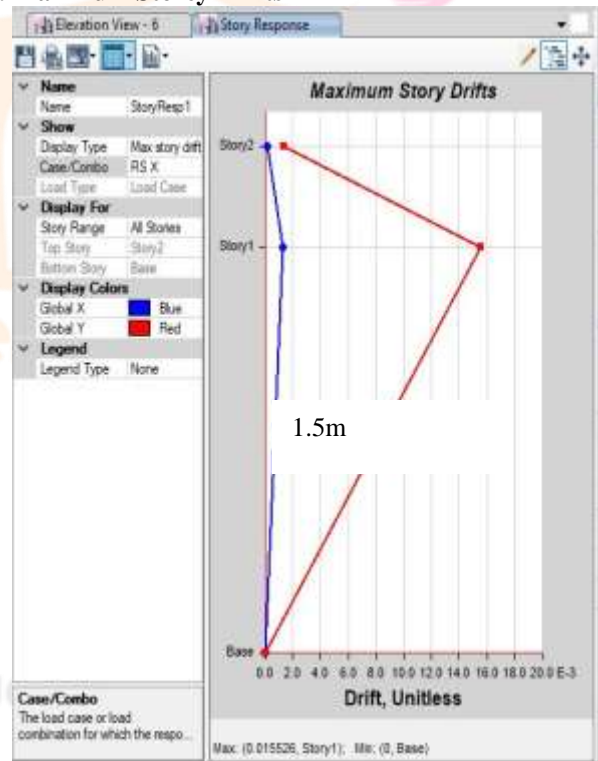 Elevation View - 6
Story Response
Name
Name StoryResp1
Show
Display Type Max story drift
Case/Combo RS X
Load Type Load Case
Display For
Story Range All Stories
Top Story Story2
Bottom Story Base
Display Colors
Global X Blue
Global Y Red
Legend
Legend Type None
Case/Combo
The load case or load
combination for which the respo...
Maximum Story Drifts
Story2
Story1
1.5m
Base
0.0 2.0 4.0 6.0 8.0 10.0 12.0 14.0 16.0 18.0 20.0 E-3
Drift, Unitless
Max: (0.015526, Story1); Min: (0, Base)